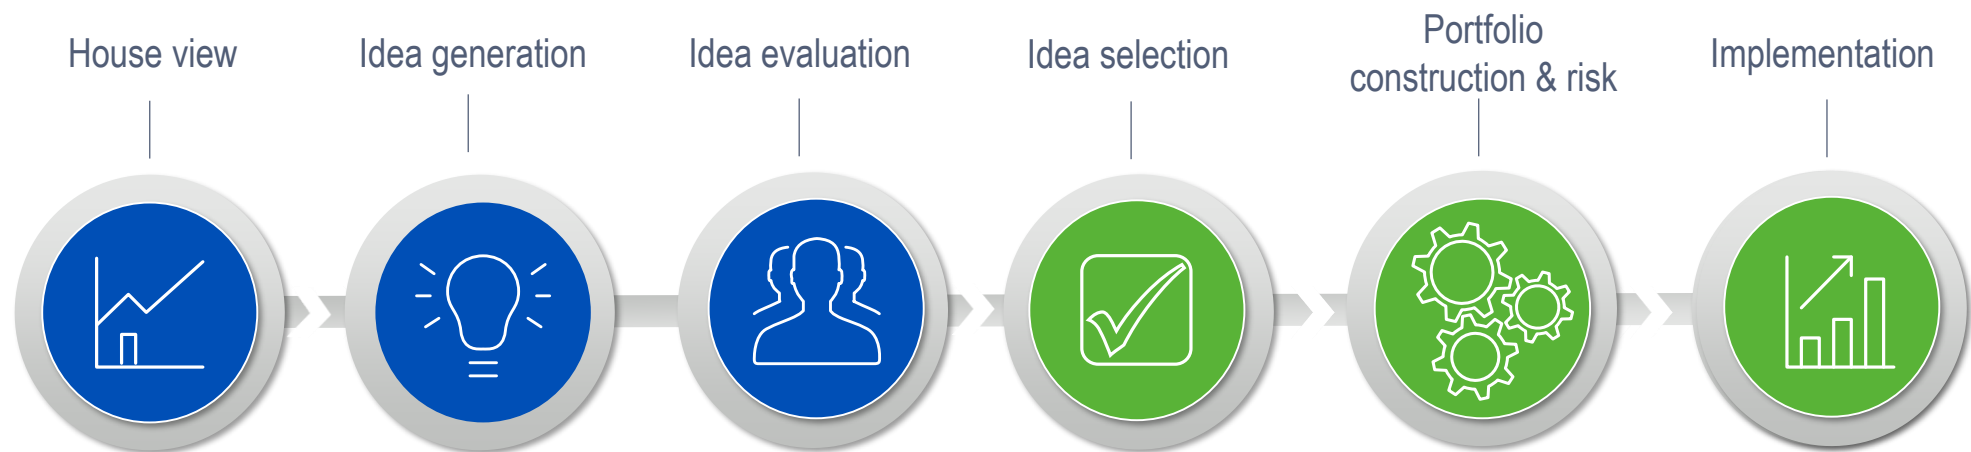 House view
Idea generation
Idea evaluation
Idea selection
Portfolio
construction & risk
Implementation